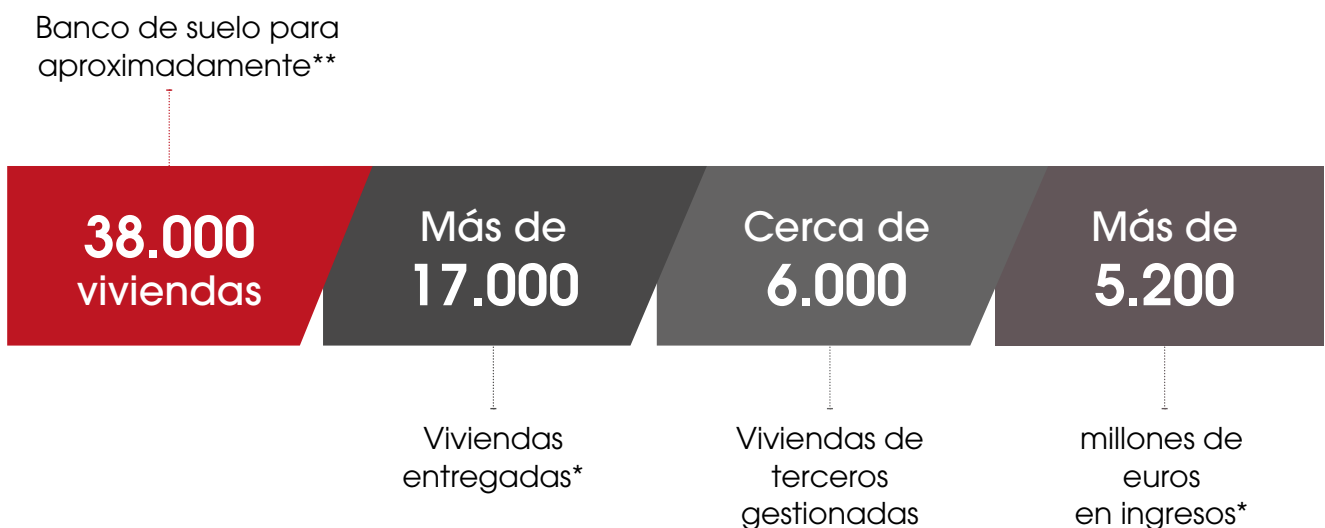 Banco de suelo para
aproximadamente**
38.000
viviendas
Más de
17.000
Cerca de
6.000
Más de
5.200
Viviendas
entregadas*
Viviendas de
terceros
gestionadas
millones de
euros
en ingresos*